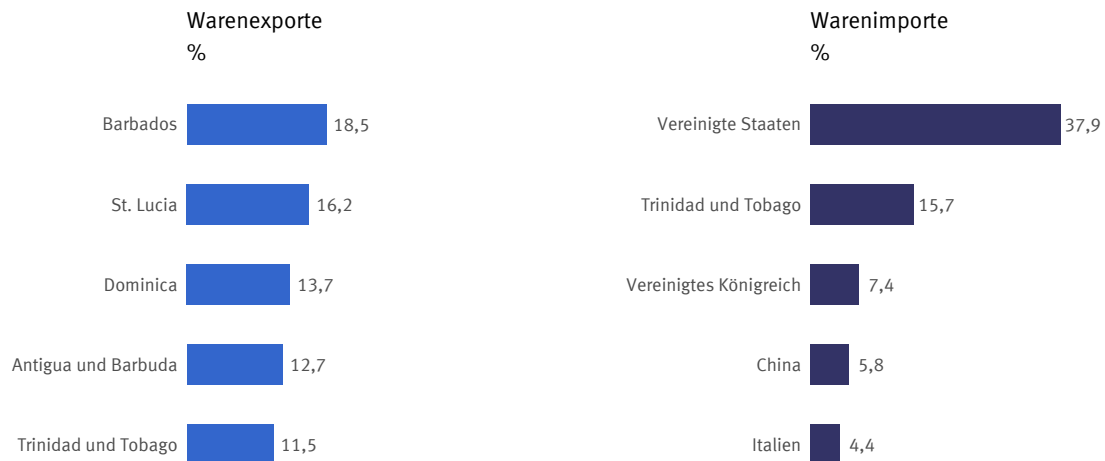 Warenexporte
%
Barbados 18,5
St. Lucia 16,2
Dominica 13,7
Antigua und Barbuda 12,7
Trinidad und Tobago 11,5
Warenimporte
%
Vereinigte Staaten 37,9
Trinidad und Tobago 15,7
Vereinigtes Königreich 7,4
China 5,8
Italien 4,4